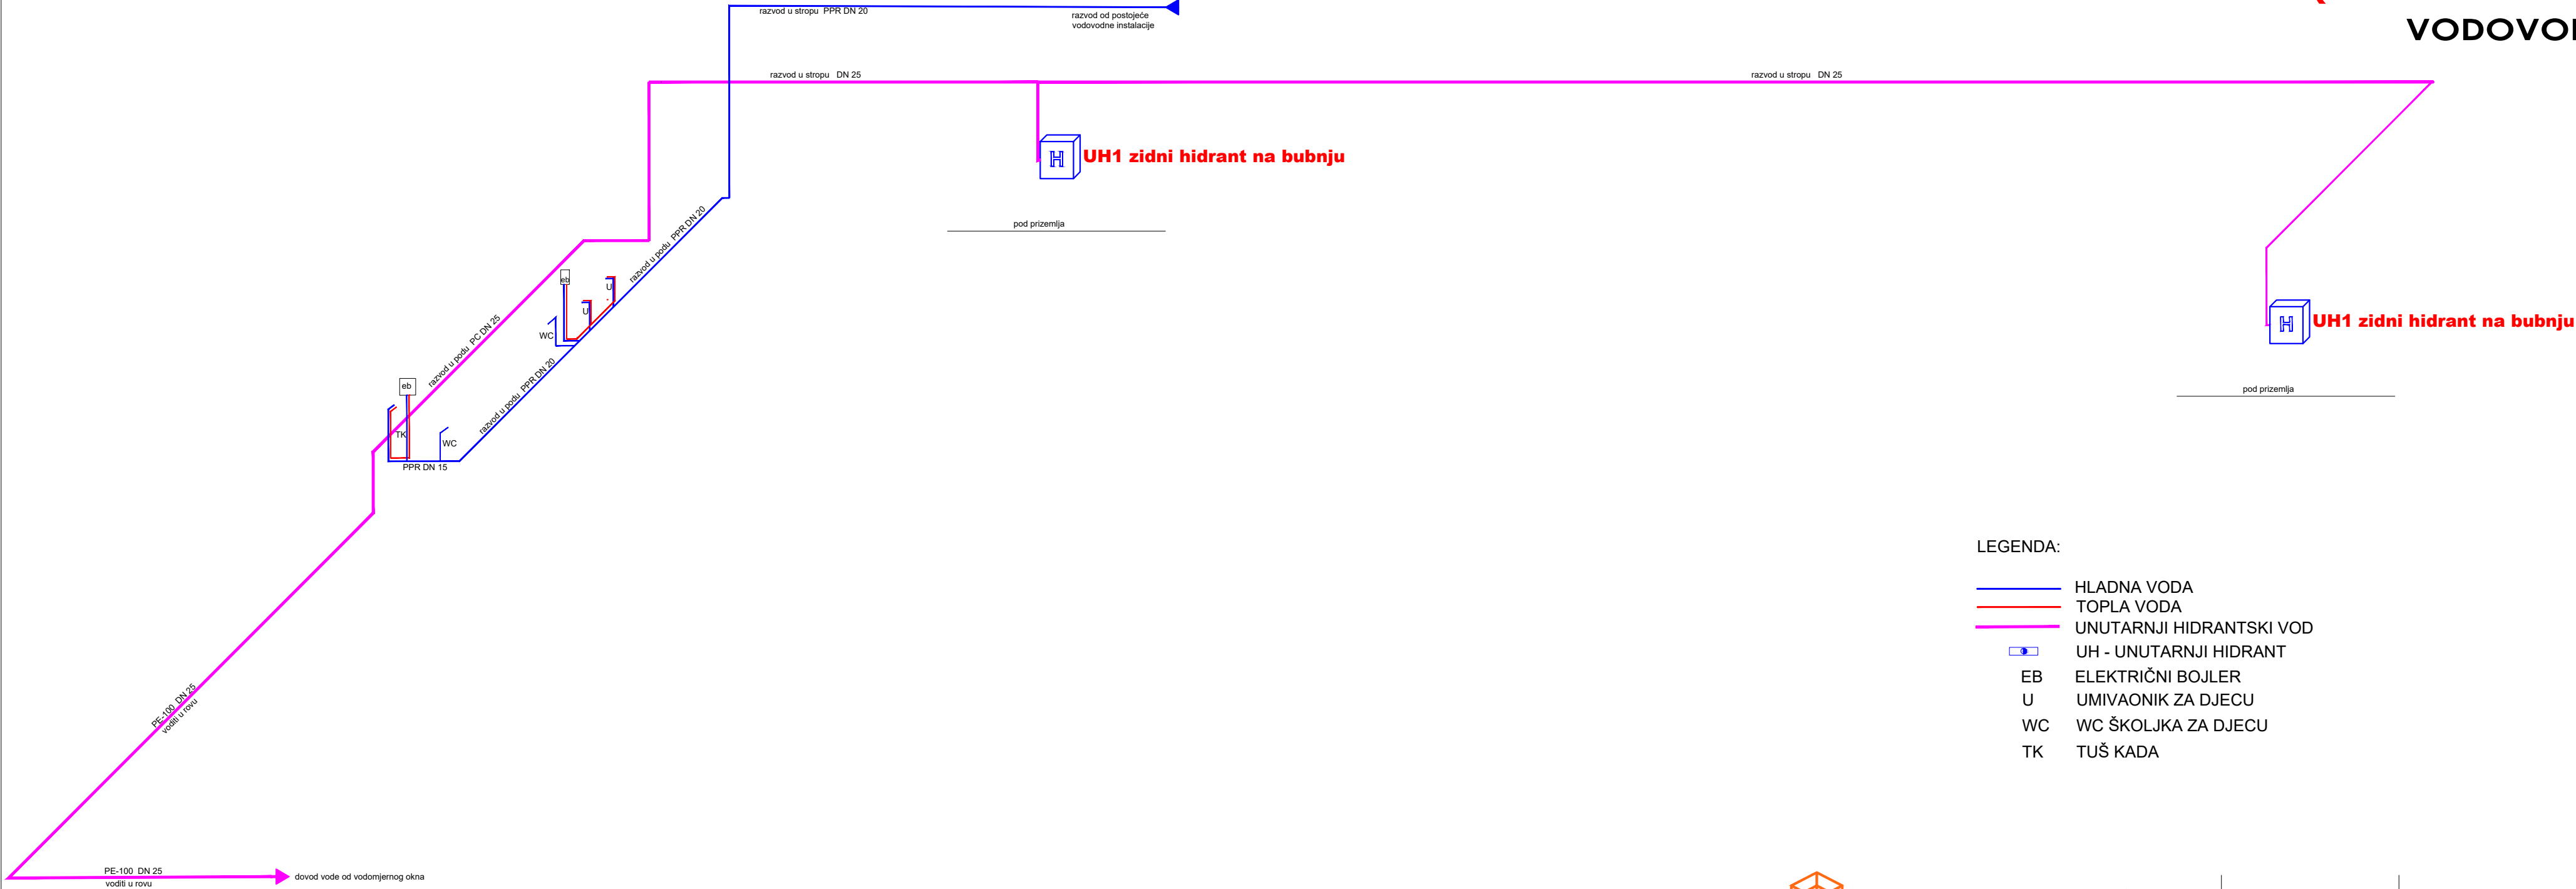 razvod u stropu PPR DN 20
razvod od postojeće
vodovodne instalacije
razvod u stropu DN 25
razvod u stropu DN 25
H
UH1 zidni hidrant na bubnju
pod prizemlja
razvod u podu PPR DN 20
eb
U
U
WC
razvod u podu PC DN 25
razvod u podu PPR DN 20
eb
TK
WC
PPR DN 15
H
UH1 zidni hidrant na bubnju
pod prizemlja
LEGENDA:
HLADNA VODA
TOPLA VODA
UNUTARNJI HIDRANTSKI VOD
UH - UNUTARNJI HIDRANT
EB ELEKTRIČNI BOJLER
U UMIVAONIK ZA DJECU
WC WC ŠKOLJKA ZA DJECU
TK TUŠ KADA
PE-100 DN 25
voditi u rovu
PE-100 DN 25
voditi u rovu
dovod vode od vodomjernog okna